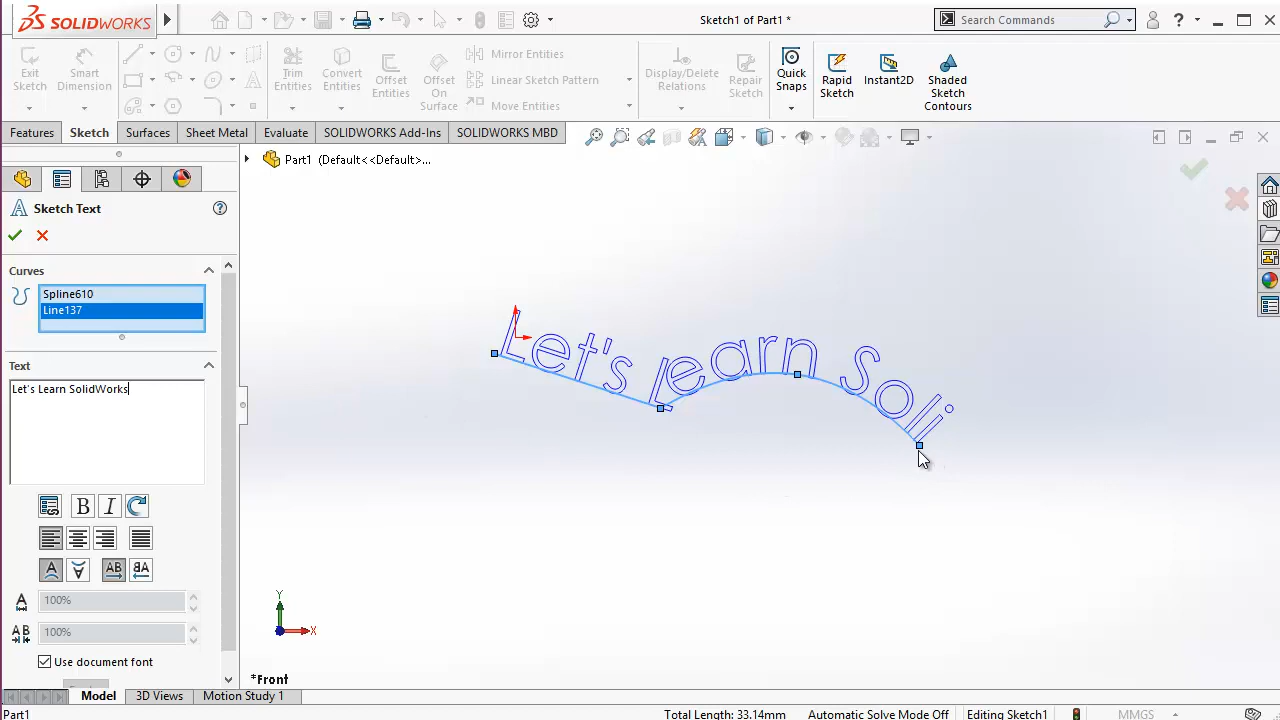 SOLIDWORKS
Sketch1 of Part1 *
Search Commands
Exit Sketch
Smart Dimension
Trim Entities
Convert Entities
Offset Entities
Offset On Surface
Mirror Entities
Linear Sketch Pattern
Move Entities
Display/Delete Relations
Repair Sketch
Quick Snaps
Rapid Sketch
Instant2D
Shaded Sketch Contours
Features
Sketch
Surfaces
Sheet Metal
Evaluate
SOLIDWORKS Add-Ins
SOLIDWORKS MBD
Part1 (Default<<Default>...
Sketch Text
Curves
Spline610
Line137
Text
Let's Learn SolidWorks
B I
AB
100%
AB
100%
Use document font
Let's Learn Soli
Y
X
*Front
Model
3D Views
Motion Study 1
Part1
Total Length: 33.14mm
Automatic Solve Mode Off
Editing Sketch1
MMGS